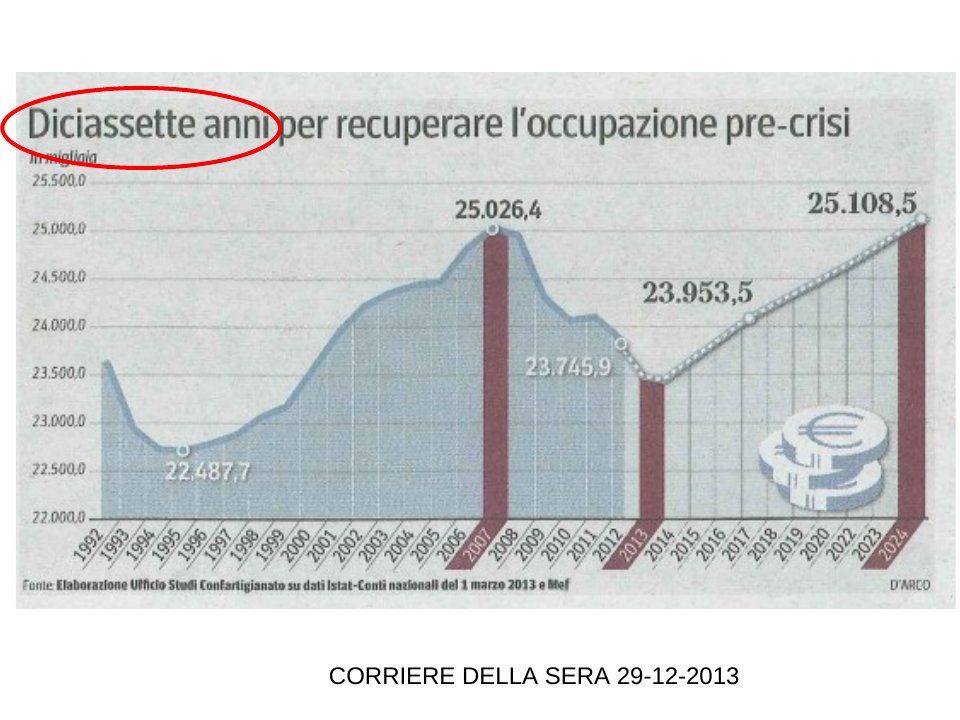 Diciassette anni per recuperare l'occupazione pre-crisi
In migliaia
25.500,0
25.026,4
25.108,5
25.000,0
24.500,0
23.953,5
24.000,0
23.745,9
23.500,0
23.000,0
22.487,7
22.500,0
22.000,0
1992 1993 1994 1995 1996 1997 1998 1999 2000 2001 2002 2003 2004 2005 2006 2007 2008 2009 2010 2011 2012 2013 2014 2015 2016 2017 2018 2019 2020 2021 2022 2023 2024
Fonte: Elaborazione Ufficio Studi Confartigianato su dati Istat-Conti nazionali del 1 marzo 2013 e Mef
D'ARCO
CORRIERE DELLA SERA 29-12-2013